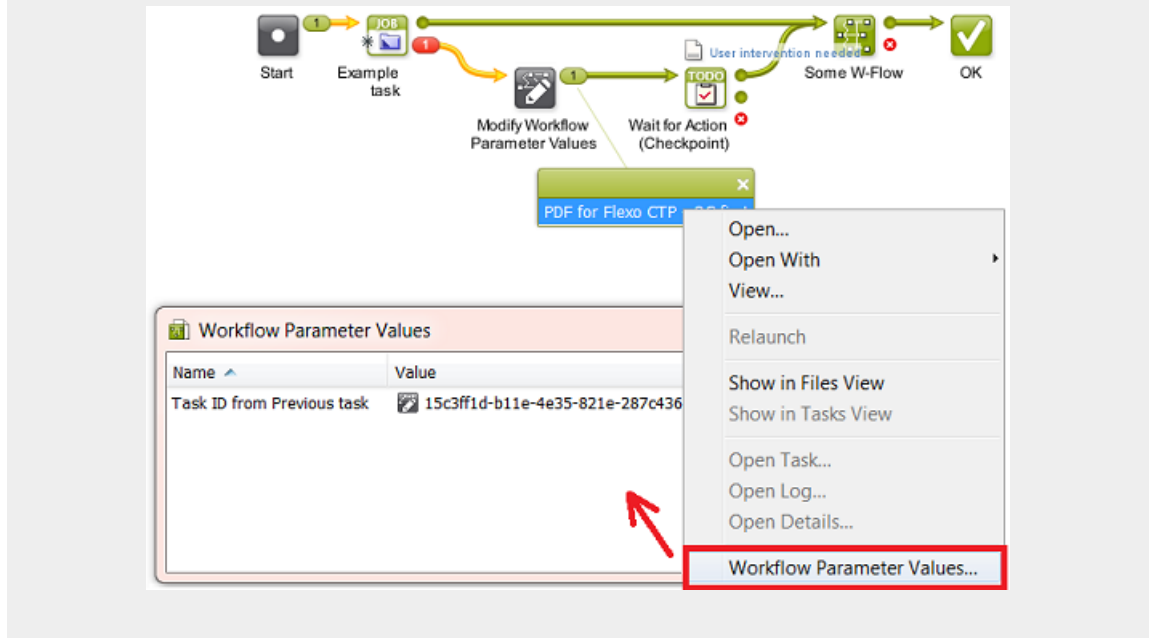 1
JOB
1
Start
Example
task
User intervention needed
Some W-Flow
OK
1
TODO
Modify Workflow
Parameter Values
Wait for Action
(Checkpoint)
PDF for Flexo CTP
Open...
Open With
View...
Relaunch
Show in Files View
Show in Tasks View
Open Task...
Open Log...
Open Details...
Workflow Parameter Values...
Workflow Parameter Values
Name Value
Task ID from Previous task 15c3ff1d-b11e-4e35-821e-287c436